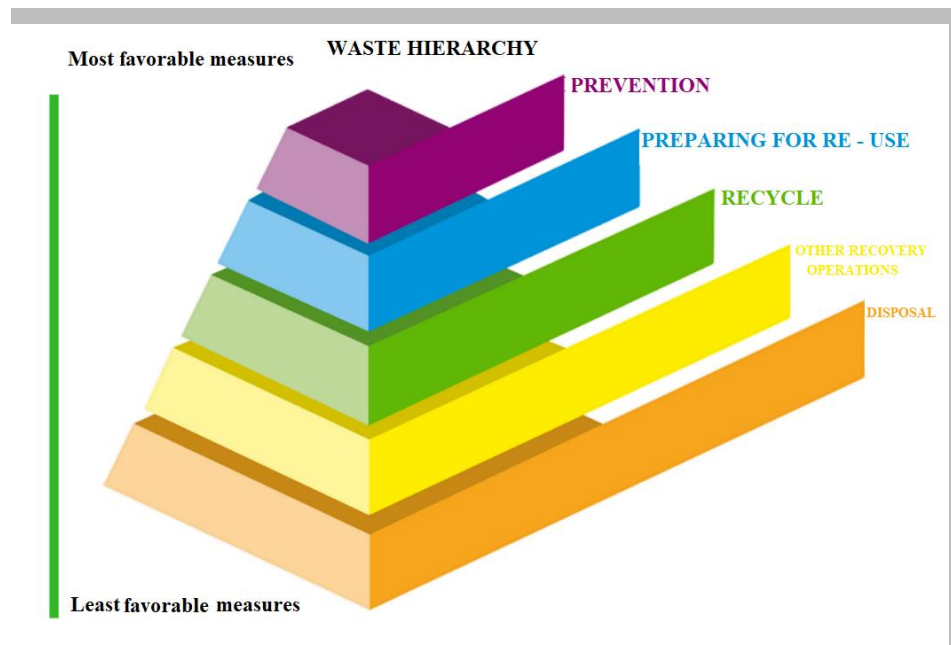 WASTE HIERARCHY
Most favorable measures
PREVENTION
PREPARING FOR RE - USE
RECYCLE
OTHER RECOVERY
OPERATIONS
DISPOSAL
Least favorable measures